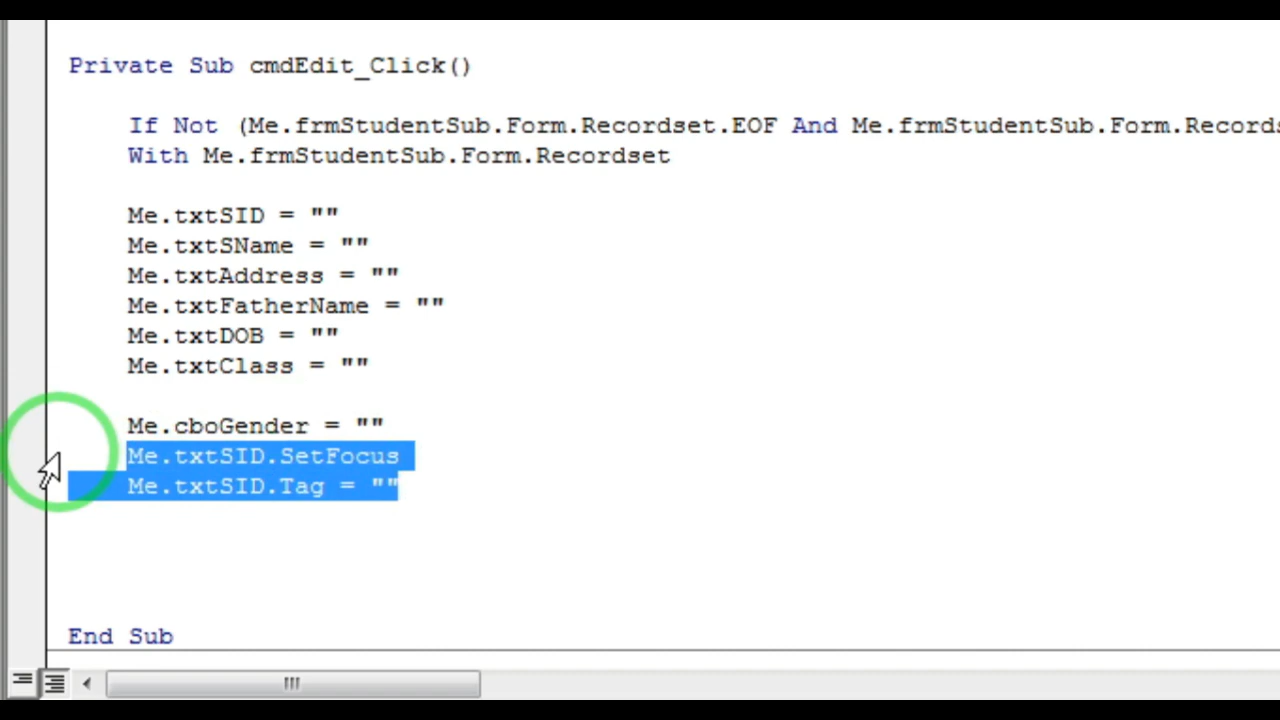 Private Sub cmdEdit_Click()
If Not (Me.frmStudentSub.Form.Recordset.EOF And Me.frmStudentSub.Form.Records
With Me.frmStudentSub.Form.Recordset
Me.txtSID = ""
Me.txtSName = ""
Me.txtAddress = ""
Me.txtFatherName = ""
Me.txtDOB = ""
Me.txtClass = ""
Me.cboGender = ""
Me.txtSID.SetFocus
Me.txtSID.Tag = ""
End Sub